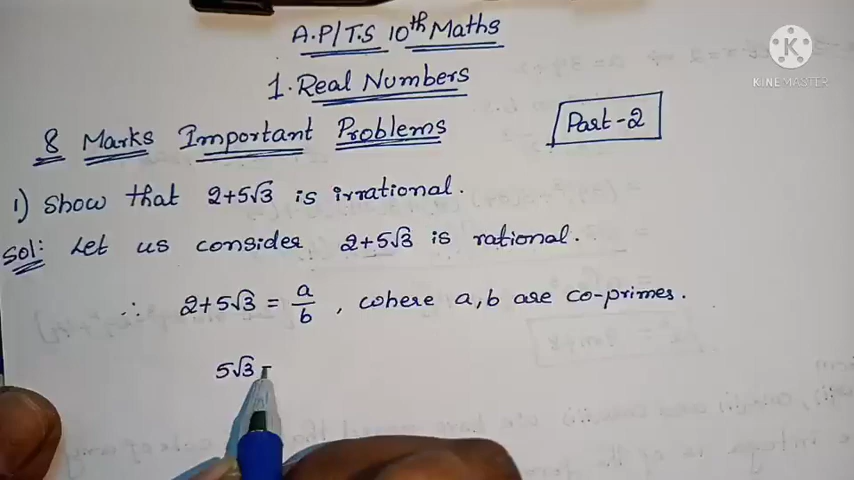 A.P/T.S 10th Maths
KINEMASTER
1. Real Numbers
8 Marks Important Problems
Part-2
1) Show that 2+5√3 is irrational.
Sol: Let us consider 2+5√3 is rational.
∴ 2+5√3 = a/b, where a,b are co-primes.
5√3 =